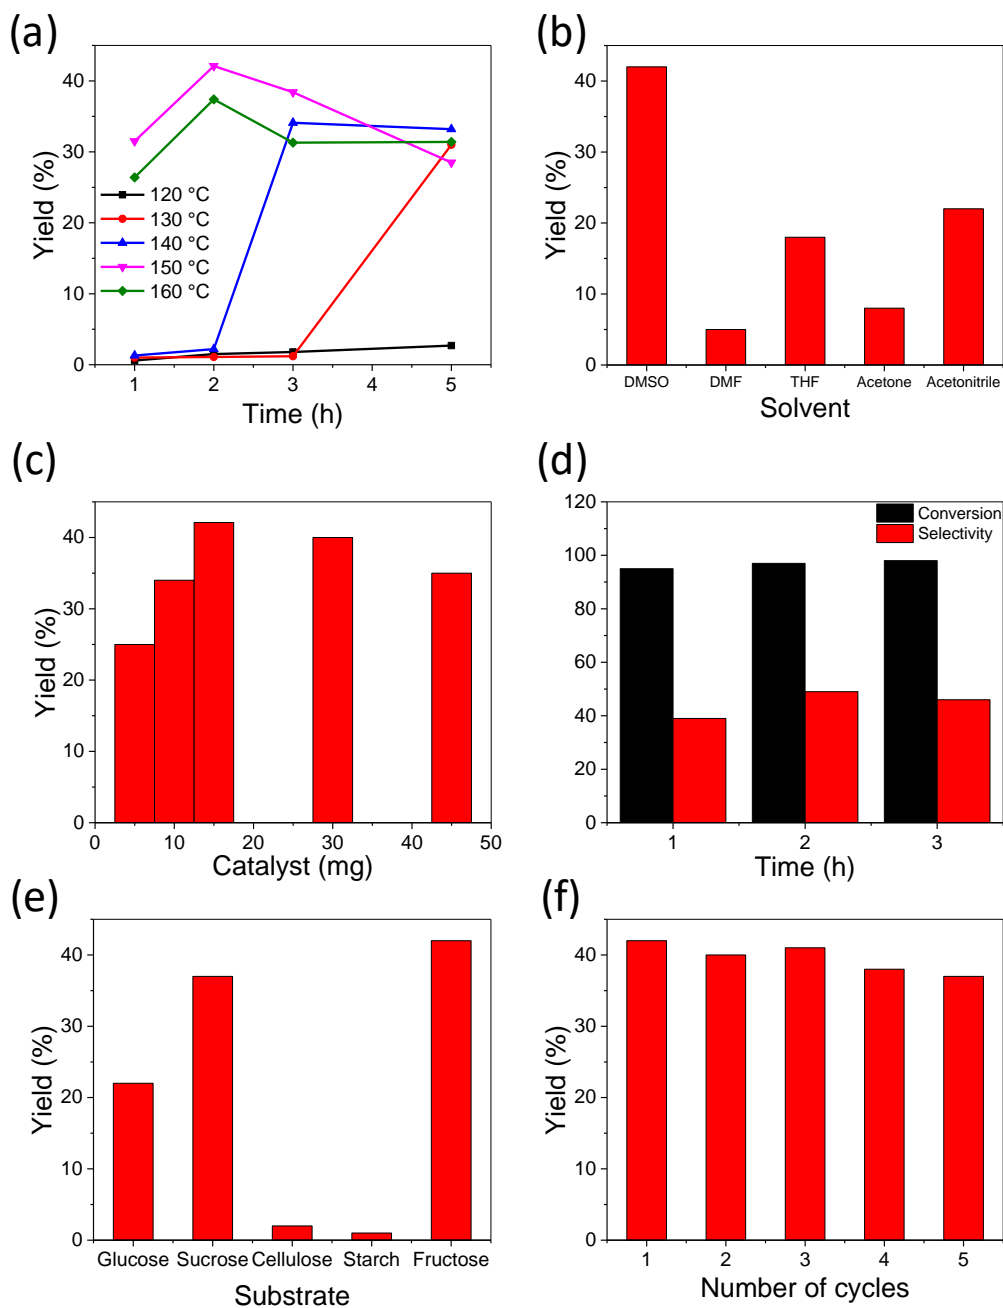 (a)
Yield (%)
40
30
20
10
0
120 °C
130 °C
140 °C
150 °C
160 °C
1 2 3 4 5
Time (h)
(b)
Yield (%)
40
30
20
10
0
DMSO DMF THF Acetone Acetonitrile
Solvent
(c)
Yield (%)
40
30
20
10
0
0 10 20 30 40 50
Catalyst (mg)
(d)
120
100
80
60
40
20
0
Conversion
Selectivity
1 2 3
Time (h)
(e)
Yield (%)
40
30
20
10
0
Glucose Sucrose Cellulose Starch Fructose
Substrate
(f)
Yield (%)
40
30
20
10
0
1 2 3 4 5
Number of cycles